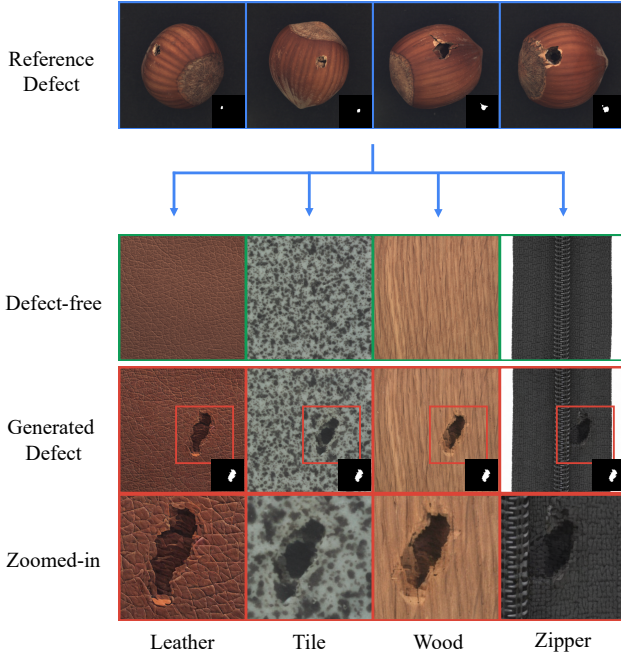 Reference
Defect
Defect-free
Generated
Defect
Zoomed-in
Leather
Tile
Wood
Zipper